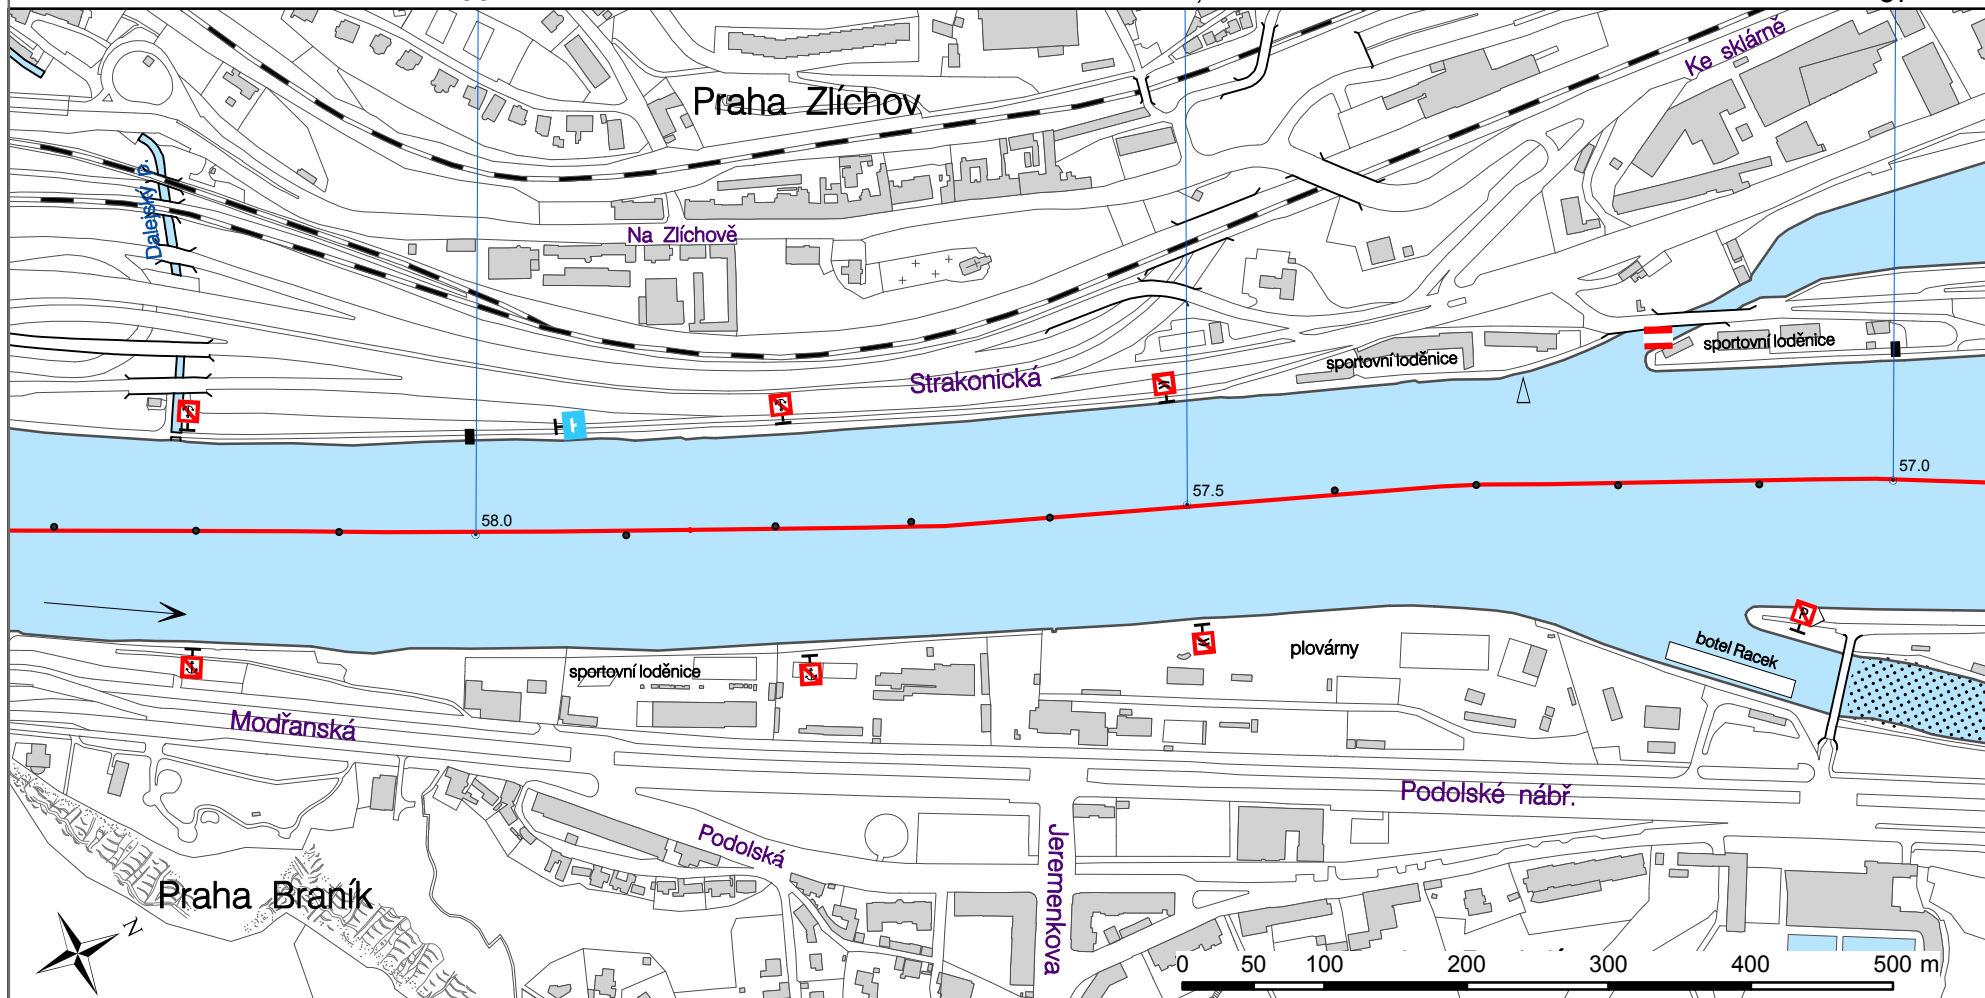 Ke sklárně
Praha Zlíchov
Dalejský p.
Na Zlíchově
sportovní loděnice
sportovní loděnice
Strakonická
57.0
57.5
58.0
P
botel Racek
plovárny
sportovní loděnice
Modřanská
Podolské nábř.
Podolská
Jeremenkova
Praha Braník
N
0 50 100 200 300 400 500 m